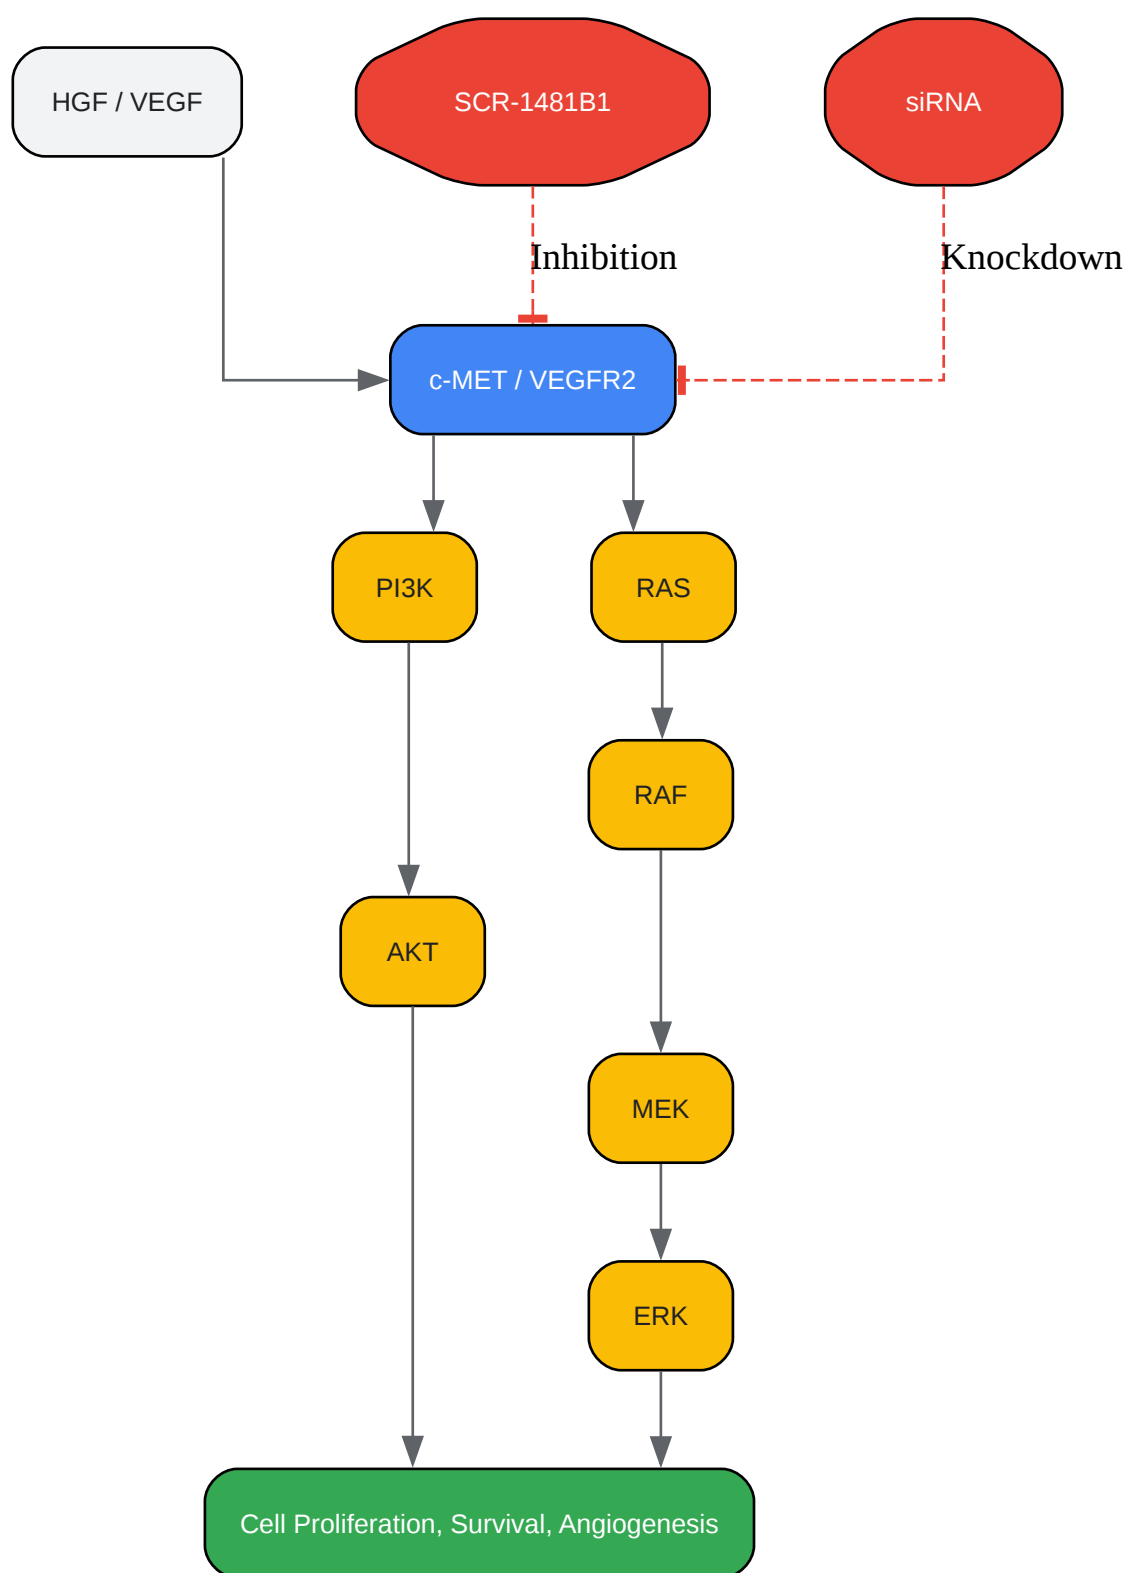 HGF / VEGF
SCR-1481B1
siRNA
Inhibition
Knockdown
c-MET / VEGFR2
PI3K
RAS
RAF
AKT
MEK
ERK
Cell Proliferation, Survival, Angiogenesis